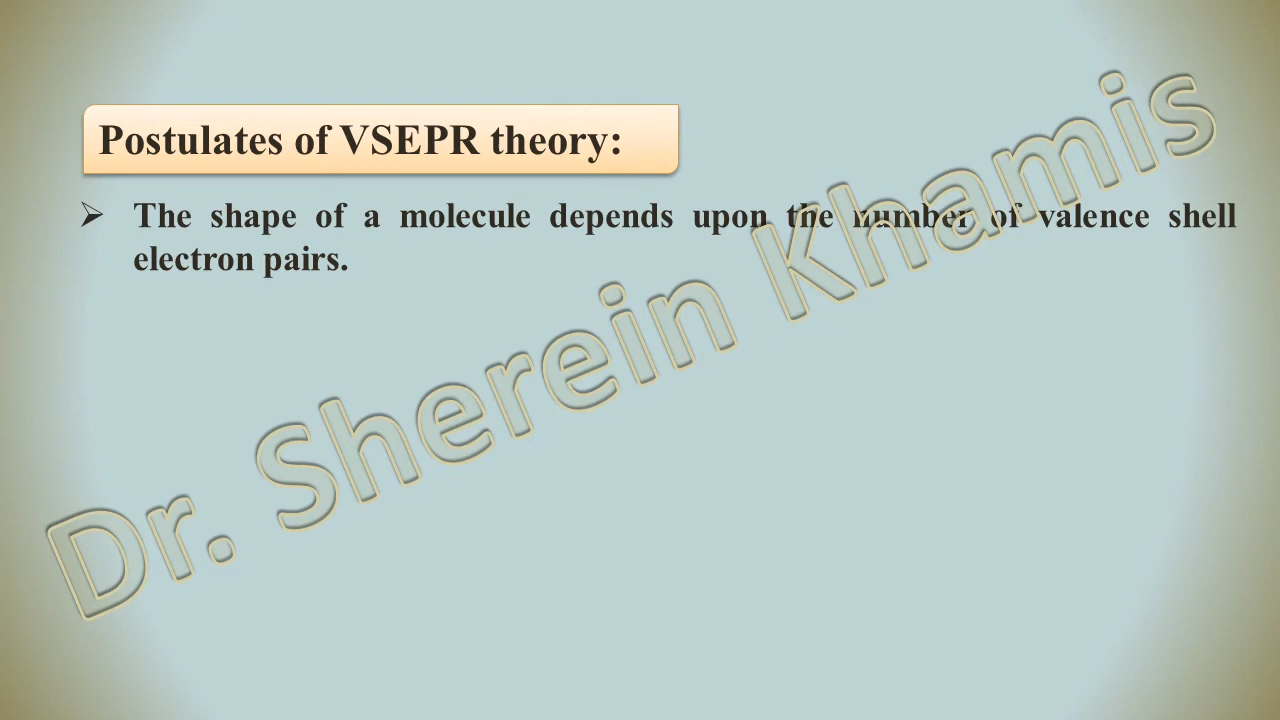 Postulates of VSEPR theory:
➢ The shape of a molecule depends upon the number of valence shell
electron pairs.
Dr. Sherein Khamis